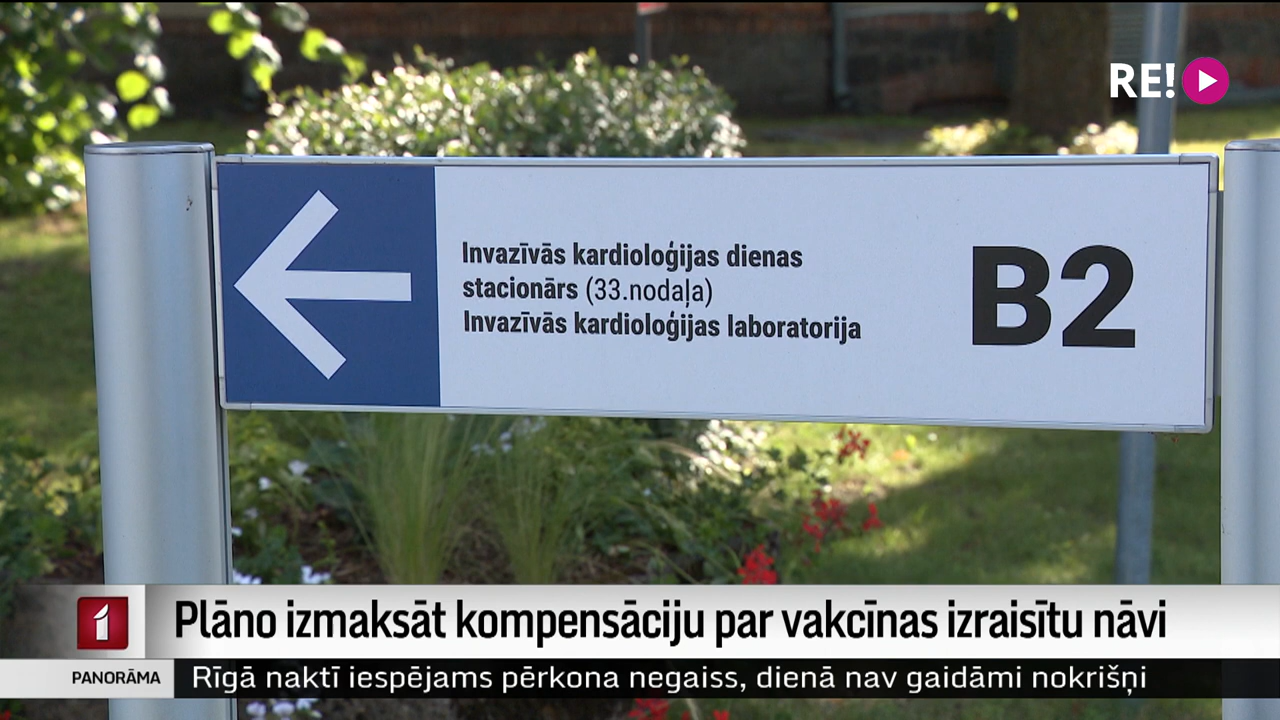 RE!
Invazīvās kardioloģijas dienas
stacionārs (33.nodaļa)
Invazīvās kardioloģijas laboratorija
B2
1
Plāno izmaksāt kompensāciju par vakcīnas izraisītu nāvi
PANORĀMA
Rīgā naktī iespējams pērkona negaiss, dienā nav gaidāmi nokrišņi